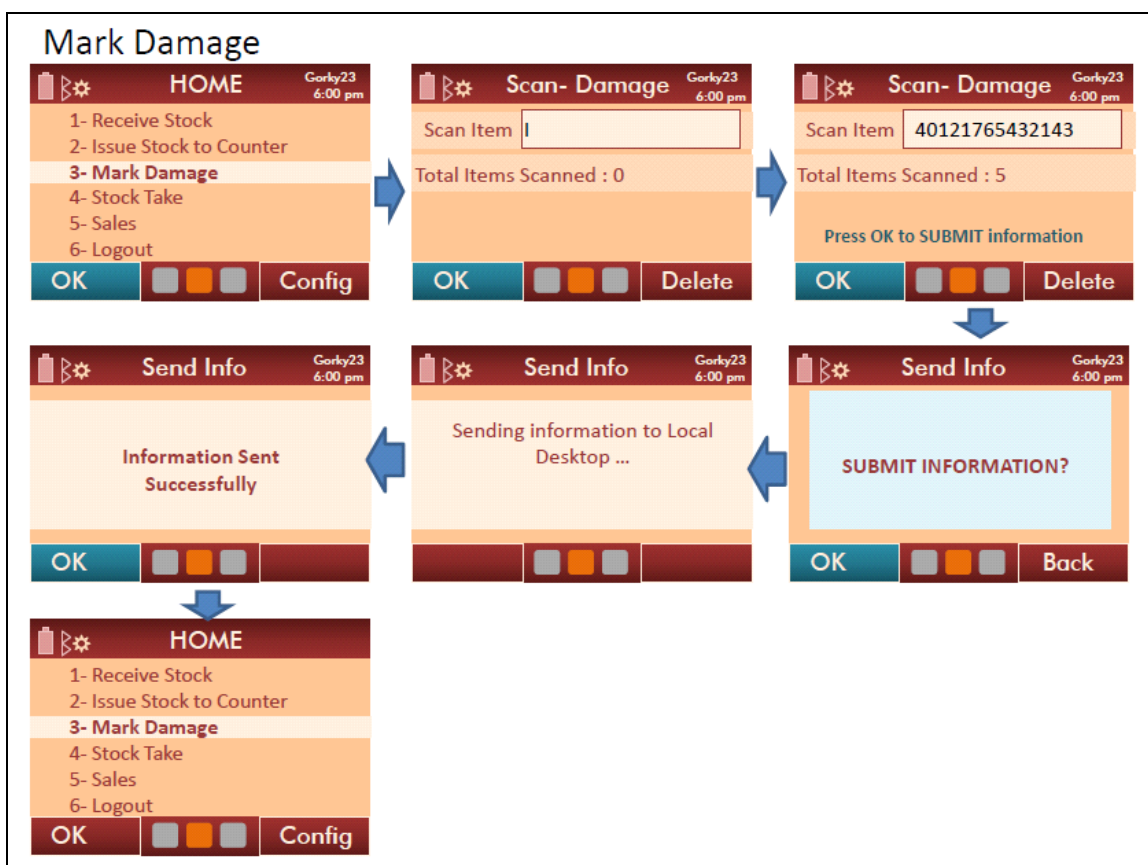 Mark Damage
HOME
Gorky23
6:00 pm
1- Receive Stock
2- Issue Stock to Counter
3- Mark Damage
4- Stock Take
5- Sales
6- Logout
OK
Config
Scan- Damage
Gorky23
6:00 pm
Scan Item
Total Items Scanned : 0
OK
Delete
Scan- Damage
Gorky23
6:00 pm
Scan Item 40121765432143
Total Items Scanned : 5
Press OK to SUBMIT information
OK
Delete
Send Info
Gorky23
6:00 pm
SUBMIT INFORMATION?
OK
Back
Send Info
Gorky23
6:00 pm
Sending information to Local
Desktop ...
Send Info
Gorky23
6:00 pm
Information Sent
Successfully
OK
HOME
1- Receive Stock
2- Issue Stock to Counter
3- Mark Damage
4- Stock Take
5- Sales
6- Logout
OK
Config